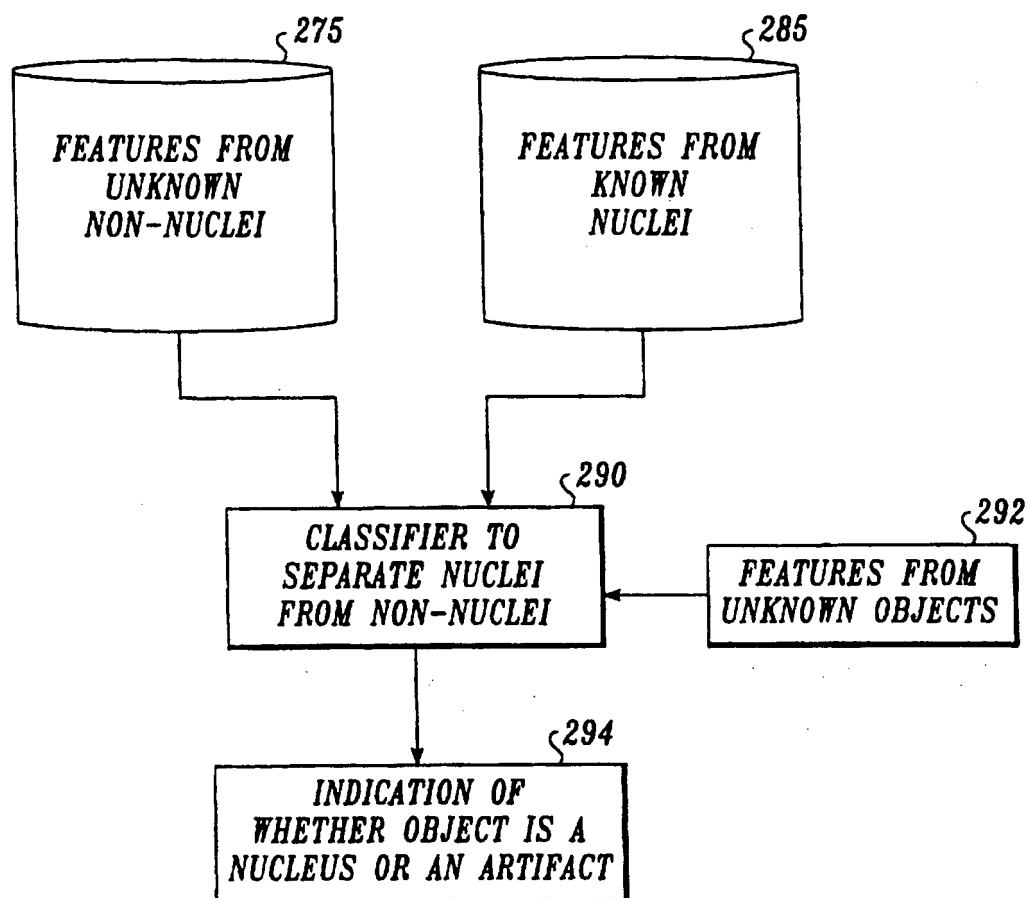 275
285
FEATURES FROM
UNKNOWN
NON-NUCLEI
FEATURES FROM
KNOWN
NUCLEI
290
CLASSIFIER TO
SEPARATE NUCLEI
FROM NON-NUCLEI
292
FEATURES FROM
UNKNOWN OBJECTS
294
INDICATION OF
WHETHER OBJECT IS A
NUCLEUS OR AN ARTIFACT